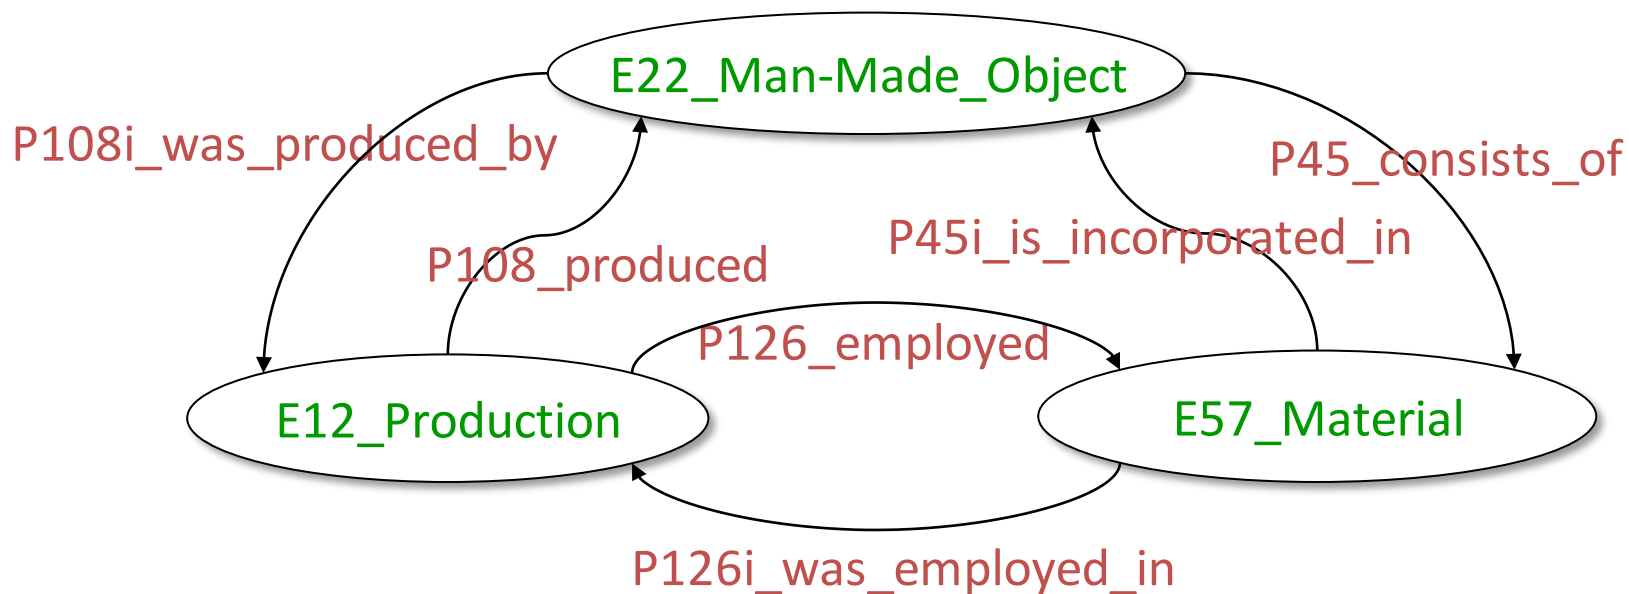 E22_Man-Made_Object
P108i_was_produced_by
P45_consists_of
P45i_is_incorporated_in
P108_produced
P126_employed
E12_Production
E57_Material
P126i_was_employed_in